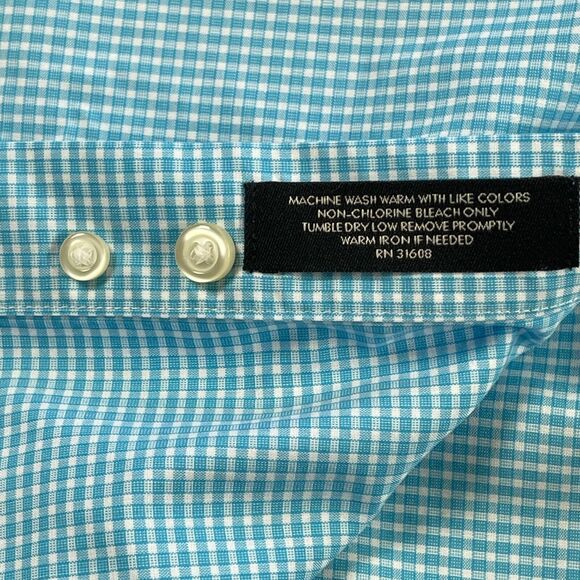 MACHINE WASH WARM WITH LIKE COLORS
NON-CHLORINE BLEACH ONLY
TUMBLE DRY LOW REMOVE PROMPTLY
WARM IRON IF NEEDED
RN 31608